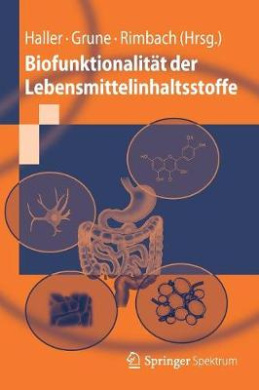 Haller · Grune · Rimbach (Hrsg.)
Biofunktionalität der
Lebensmittelinhaltsstoffe
Springer Spektrum